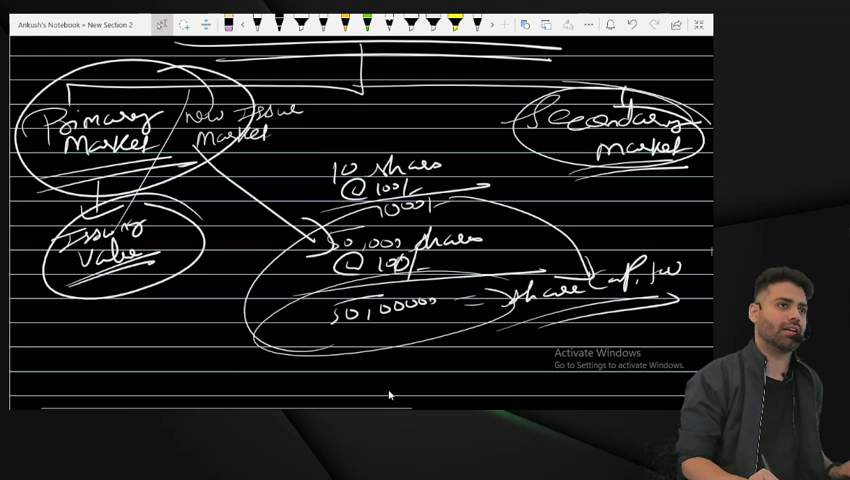 Ankush's Notebook » New Section 2
Primary
Market
New Issue
Market
Secondary
Market
10 shares
@ 100/-
1000/-
Issuing
Value
50,000 shares
@ 100/-
50,00000 = share
Activate Windows
Go to Settings to activate Windows.